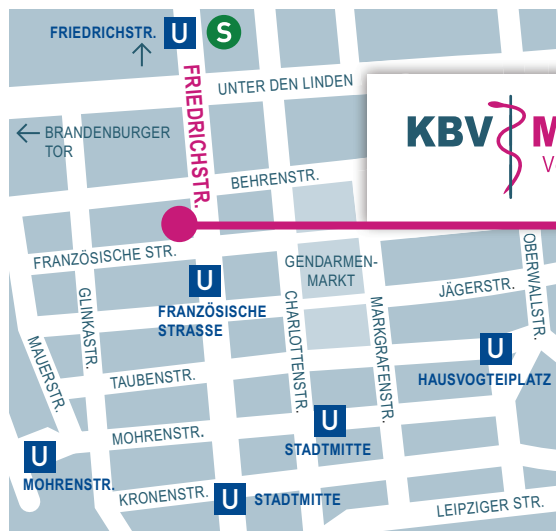 FRIEDRICHSTR. U S
UNTER DEN LINDEN
FRIEDRICHSTR.
BRANDENBURGER
TOR
KBV M
V
BEHRENSTR.
FRANZÖSISCHE STR.
GENDARMEN-
MARKT
OBERWALLSTR.
U
FRANZÖSISCHE
STRASSE
GLINKASTR.
CHARLOTTENSTR.
MARKGRAFENSTR.
JÄGERSTR.
MAUERSTR.
U
HAUSVOGTEIPLATZ
TAUBENSTR.
U
STADTMITTE
MOHRENSTR.
U
MOHRENSTR.
KRONENSTR.
U STADTMITTE
LEIPZIGER STR.